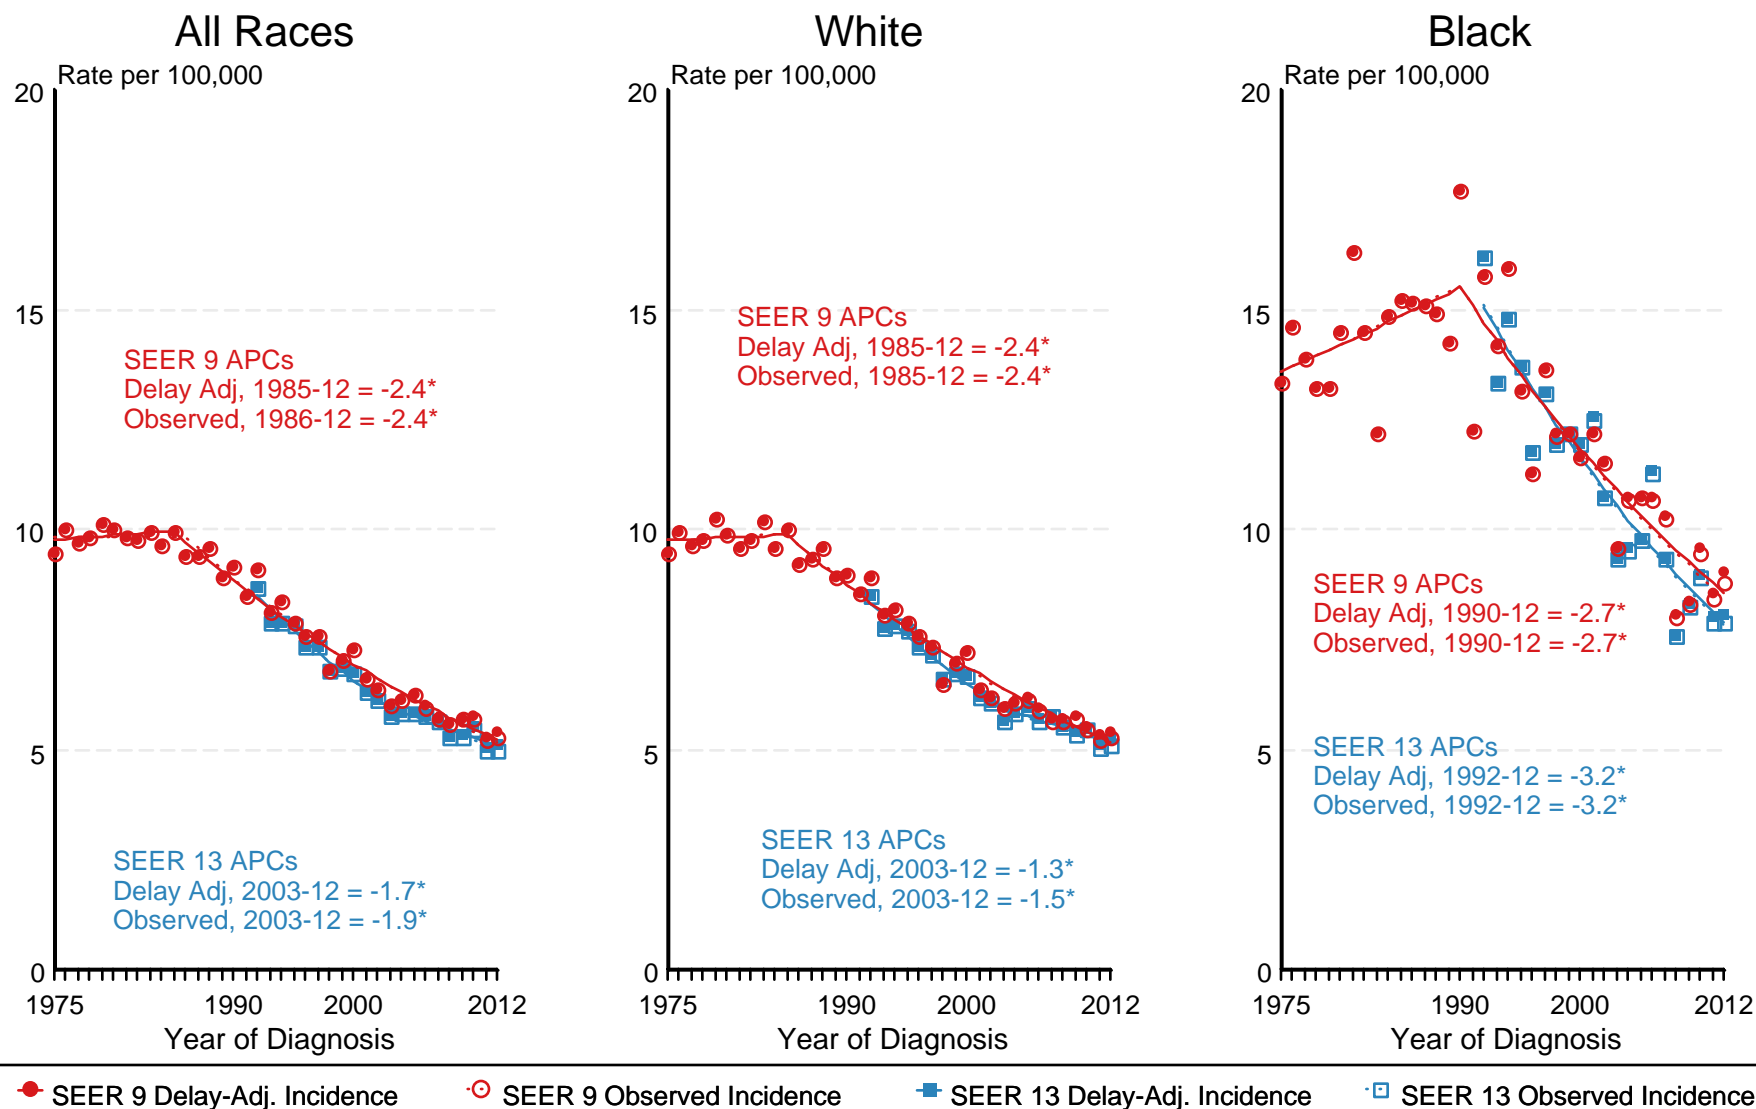 All Races
Rate per 100,000
20
15
10
5
0
SEER 9 APCs
Delay Adj, 1985-12 = -2.4*
Observed, 1986-12 = -2.4*
SEER 13 APCs
Delay Adj, 2003-12 = -1.7*
Observed, 2003-12 = -1.9*
1975 1990 2000 2012
Year of Diagnosis
White
Rate per 100,000
20
15
10
5
0
SEER 9 APCs
Delay Adj, 1985-12 = -2.4*
Observed, 1985-12 = -2.4*
SEER 13 APCs
Delay Adj, 2003-12 = -1.3*
Observed, 2003-12 = -1.5*
1975 1990 2000 2012
Year of Diagnosis
Black
Rate per 100,000
20
15
10
5
0
SEER 9 APCs
Delay Adj, 1990-12 = -2.7*
Observed, 1990-12 = -2.7*
SEER 13 APCs
Delay Adj, 1992-12 = -3.2*
Observed, 1992-12 = -3.2*
1975 1990 2000 2012
Year of Diagnosis
SEER 9 Delay-Adj. Incidence SEER 9 Observed Incidence SEER 13 Delay-Adj. Incidence SEER 13 Observed Incidence